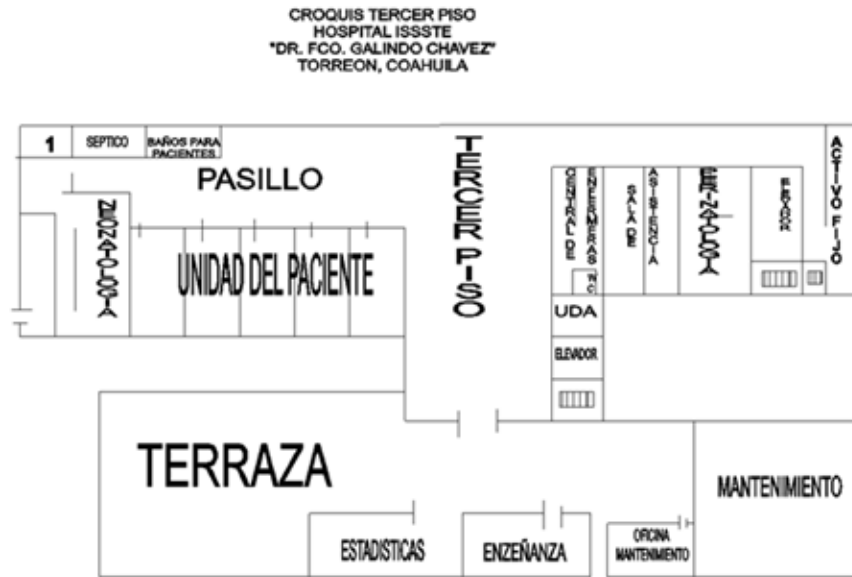 CROQUIS TERCER PISO
HOSPITAL ISSSTE
"DR. FCO. GALINDO CHAVEZ"
TORREON, COAHUILA
1
SEPTICO
BAÑOS PARA
PACIENTES
PASILLO
NEONATOLOGIA
UNIDAD DEL PACIENTE
TERCER PISO
CENTRAL DE
ENFERMERAS
W C
SALA DE
ASISTENCIA
PERINATOLOGIA
ACTIVO FIJO
UDA
ELEVADOR
TERRAZA
ESTADISTICAS
ENZEÑANZA
OFICINA
MANTENIMIENTO
MANTENIMIENTO